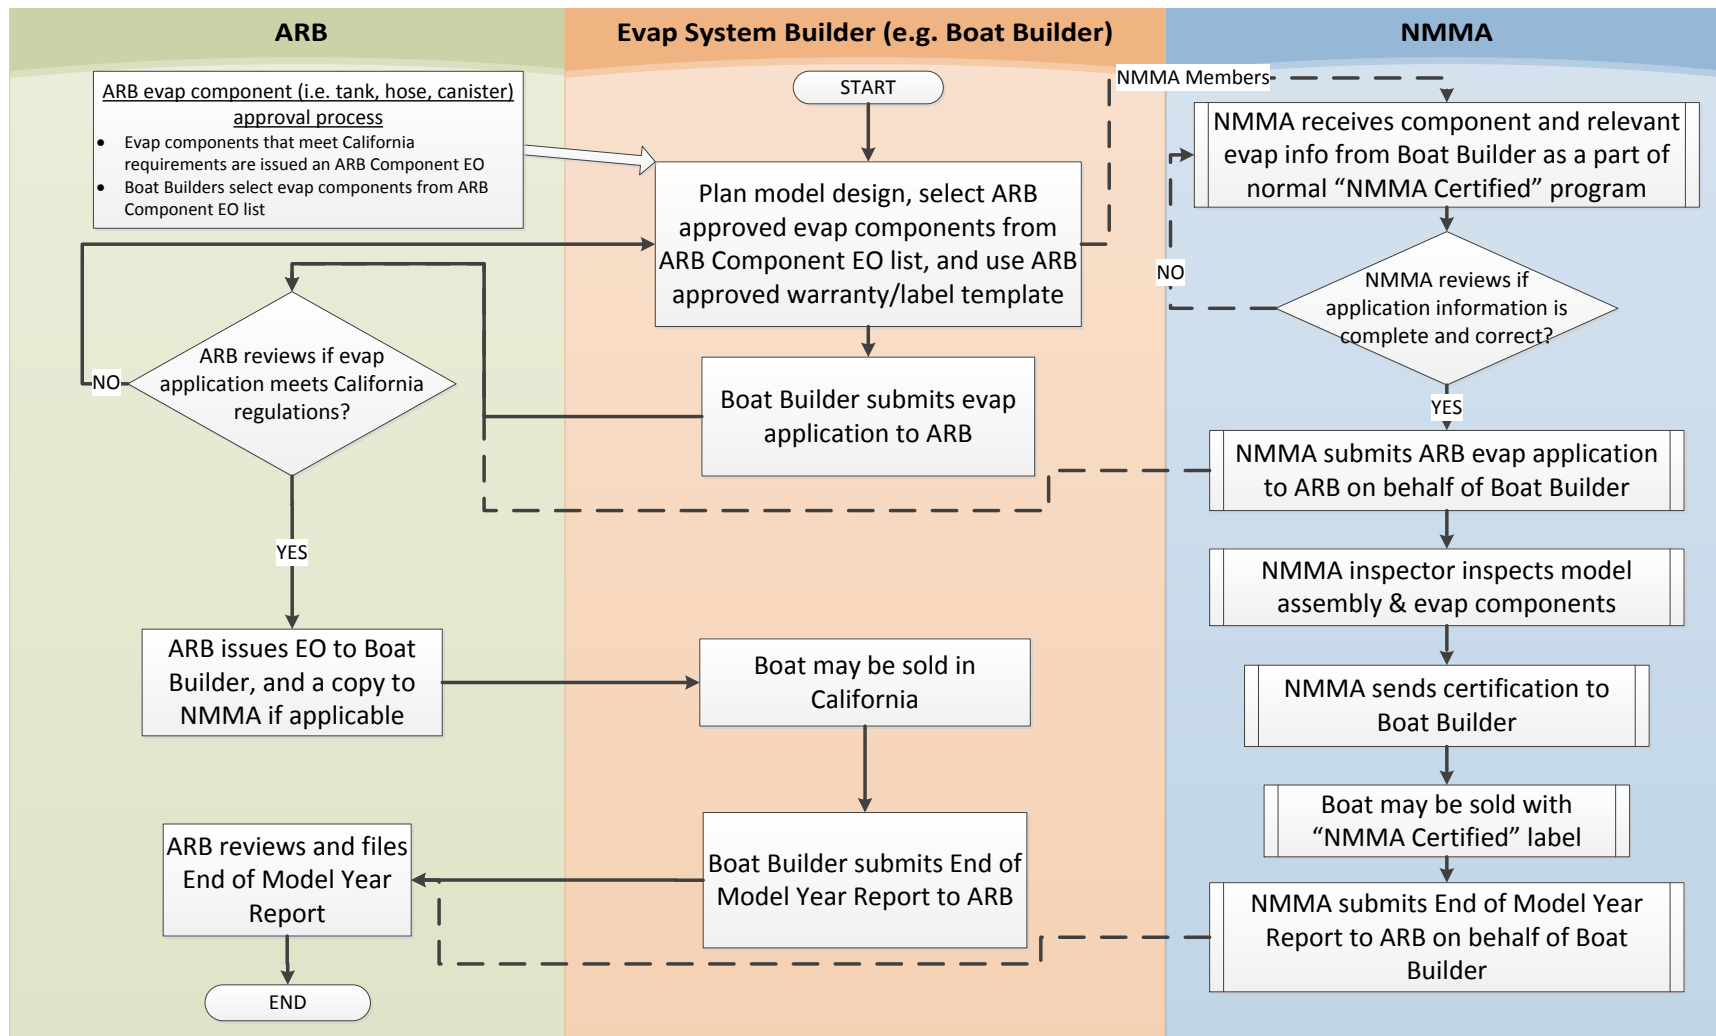 ARB
Evap System Builder (e.g. Boat Builder)
NMMA
ARB evap component (i.e. tank, hose, canister)
approval process
• Evap components that meet California
requirements are issued an ARB Component EO
• Boat Builders select evap components from ARB
Component EO list
START
NMMA Members
NMMA receives component and relevant
evap info from Boat Builder as a part of
normal “NMMA Certified” program
Plan model design, select ARB
approved evap components from
ARB Component EO list, and use ARB
approved warranty/label template
NO
NMMA reviews if
application information is
complete and correct?
ARB reviews if evap
application meets California
regulations?
NO
Boat Builder submits evap
application to ARB
YES
NMMA submits ARB evap application
to ARB on behalf of Boat Builder
YES
NMMA inspector inspects model
assembly & evap components
ARB issues EO to Boat
Builder, and a copy to
NMMA if applicable
Boat may be sold in
California
NMMA sends certification to
Boat Builder
Boat may be sold with
“NMMA Certified” label
ARB reviews and files
End of Model Year
Report
Boat Builder submits End of
Model Year Report to ARB
NMMA submits End of Model Year
Report to ARB on behalf of Boat
Builder
END